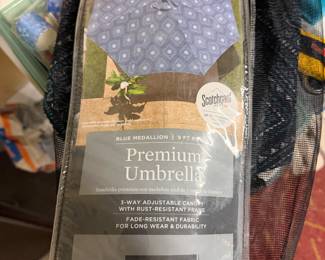 Scotchgard
BLUE MEDALLION | 9 FT
Premium
Umbrella
3-WAY ADJUSTABLE CANOPY
WITH RUST-RESISTANT FRAME
FADE-RESISTANT FABRIC
FOR LONG WEAR & DURABILITY